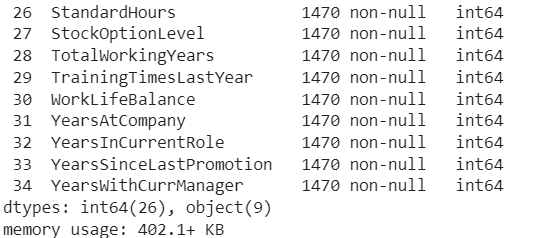 26 StandardHours 1470 non-null int64
27 StockOptionLevel 1470 non-null int64
28 TotalWorkingYears 1470 non-null int64
29 TrainingTimesLastYear 1470 non-null int64
30 WorkLifeBalance 1470 non-null int64
31 YearsAtCompany 1470 non-null int64
32 YearsInCurrentRole 1470 non-null int64
33 YearsSinceLastPromotion 1470 non-null int64
34 YearsWithCurrManager 1470 non-null int64
dtypes: int64(26), object(9)
memory usage: 402.1+ KB